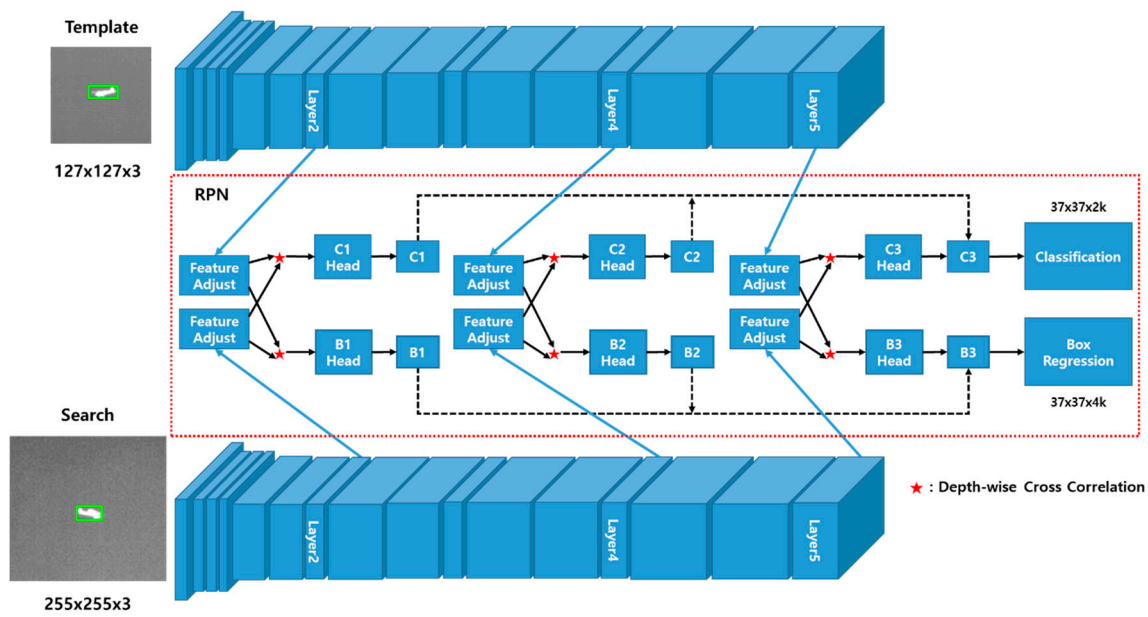 Template
127x127x3
Layer2
Layer4
Layer5
RPN
37x37x2k
Feature
Adjust
C1
Head
C1
Feature
Adjust
C2
Head
C2
Feature
Adjust
C3
Head
C3
Classification
Feature
Adjust
B1
Head
B1
Feature
Adjust
B2
Head
B2
Feature
Adjust
B3
Head
B3
Box
Regression
37x37x4k
Search
255x255x3
Layer2
Layer4
Layer5
★ : Depth-wise Cross Correlation